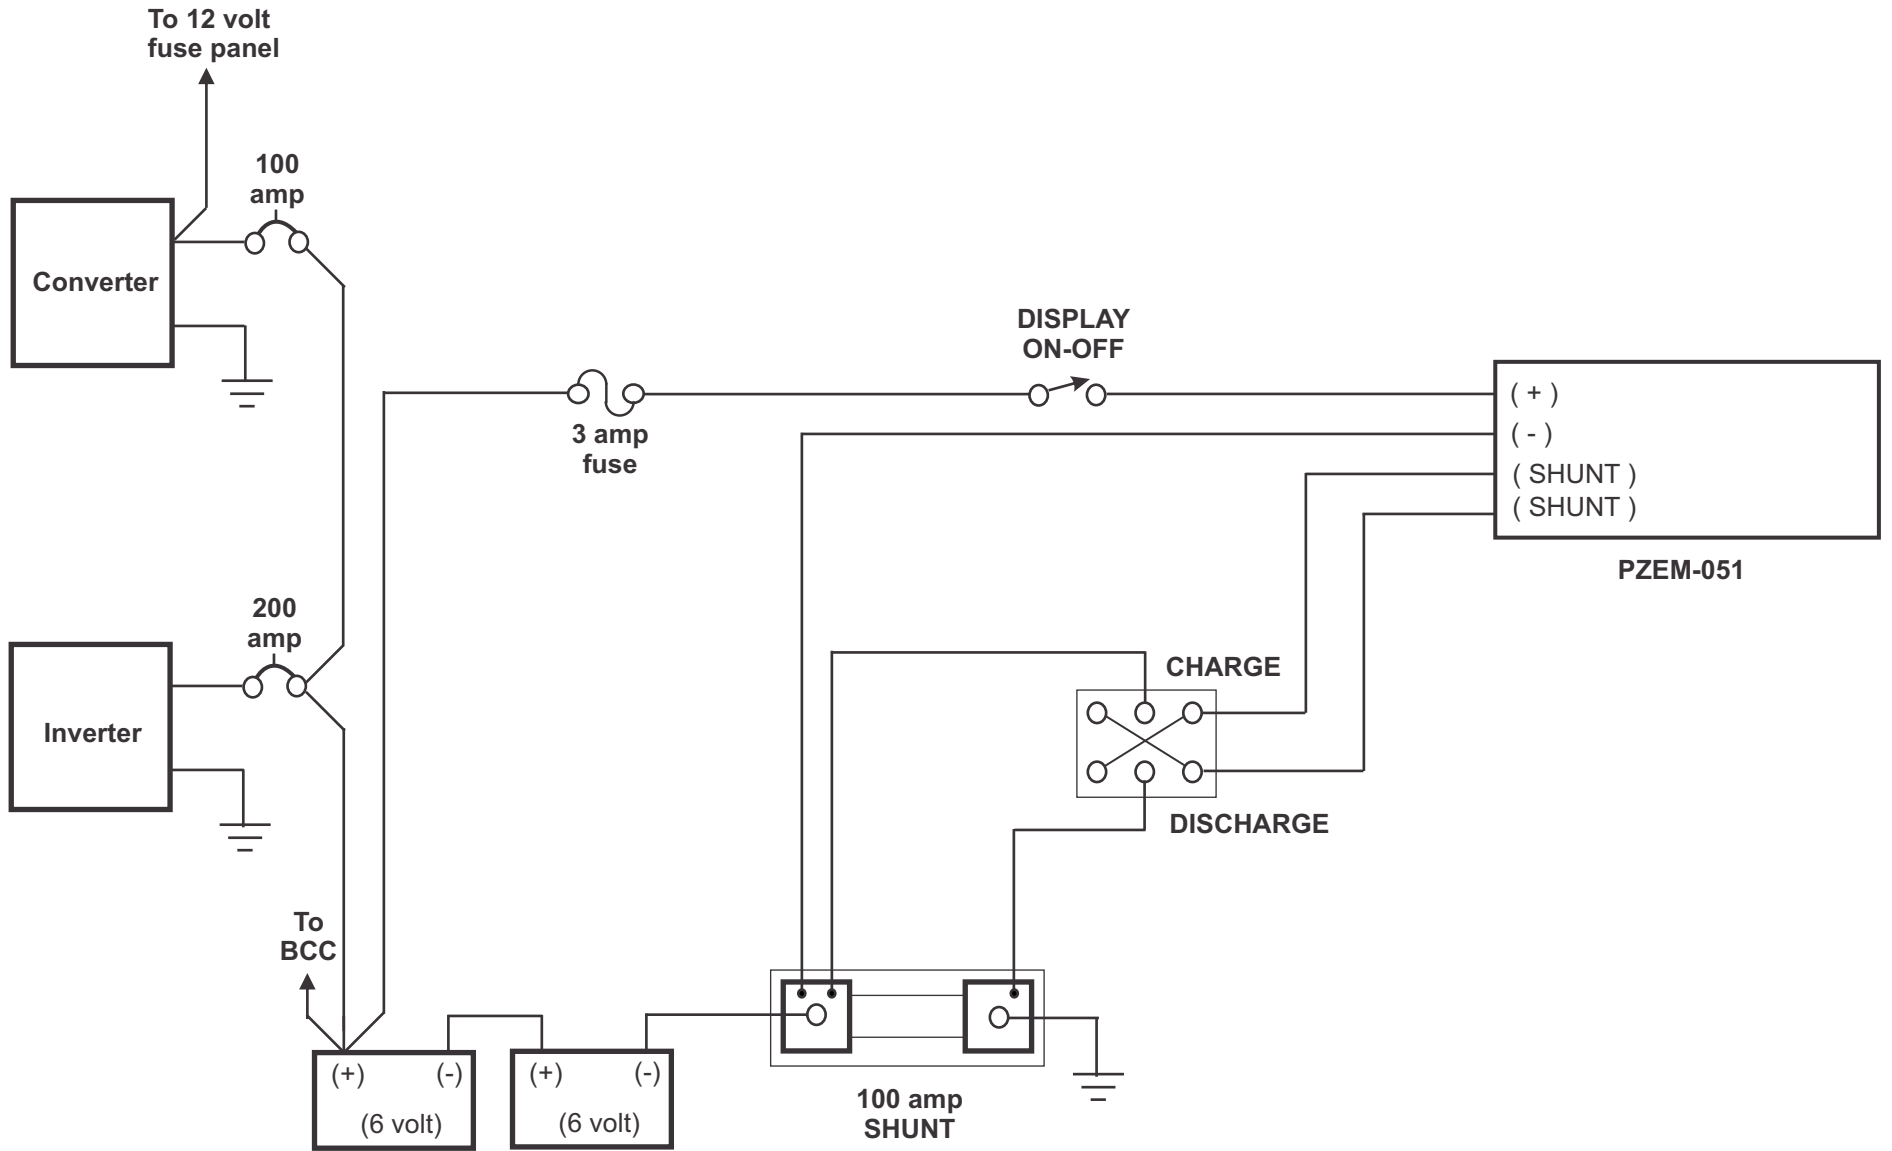 To 12 volt
fuse panel
100
amp
Converter
DISPLAY
ON-OFF
3 amp
fuse
( + )
( - )
( SHUNT )
( SHUNT )
PZEM-051
200
amp
Inverter
CHARGE
DISCHARGE
To
BCC
(+)
(-)
(6 volt)
(+)
(-)
(6 volt)
100 amp
SHUNT